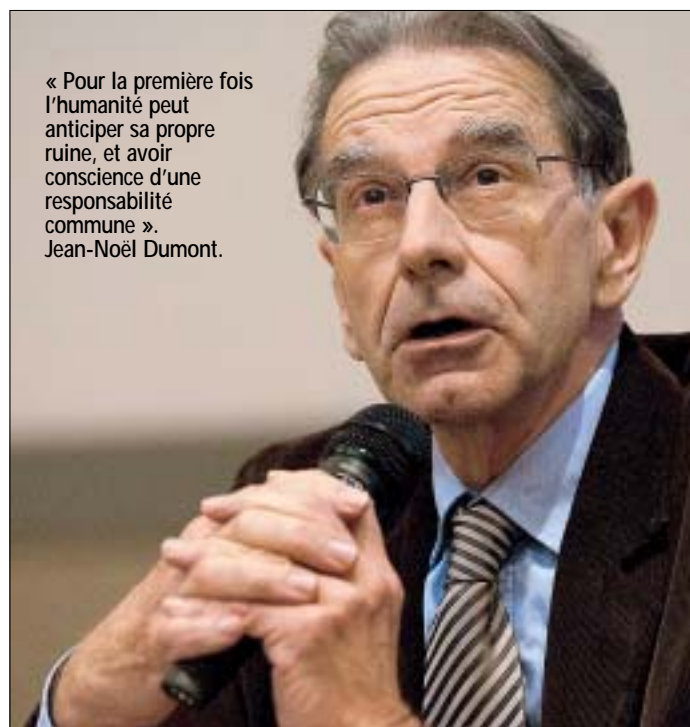 « Pour la première fois
l'humanité peut
anticiper sa propre
ruine, et avoir
conscience d'une
responsabilité
commune ».
Jean-Noël Dumont.